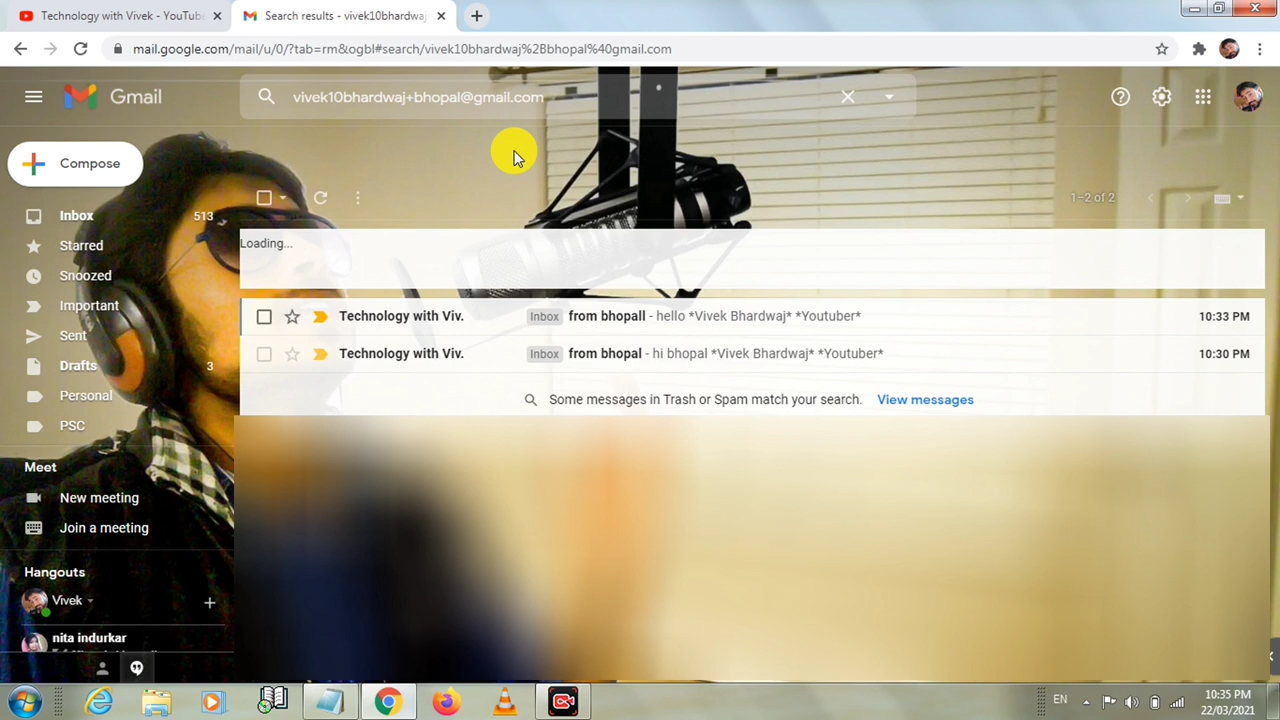 Technology with Vivek - YouTube
Search results - vivek10bhardwaj
mail.google.com/mail/u/0/?tab=rm&ogbl#search/vivek10bhardwaj%2Bbhopal%40gmail.com
Gmail
vivek10bhardwaj+bhopal@gmail.com
Compose
1–2 of 2
Inbox 513
Starred
Snoozed
Important
Sent
Drafts 3
Personal
PSC
Loading...
Technology with Viv. Inbox from bhopall - hello *Vivek Bhardwaj* *Youtuber* 10:33 PM
Technology with Viv. Inbox from bhopal - hi bhopal *Vivek Bhardwaj* *Youtuber* 10:30 PM
Some messages in Trash or Spam match your search. View messages
Meet
New meeting
Join a meeting
Hangouts
Vivek
nita indurkar
EN
10:35 PM
22/03/2021